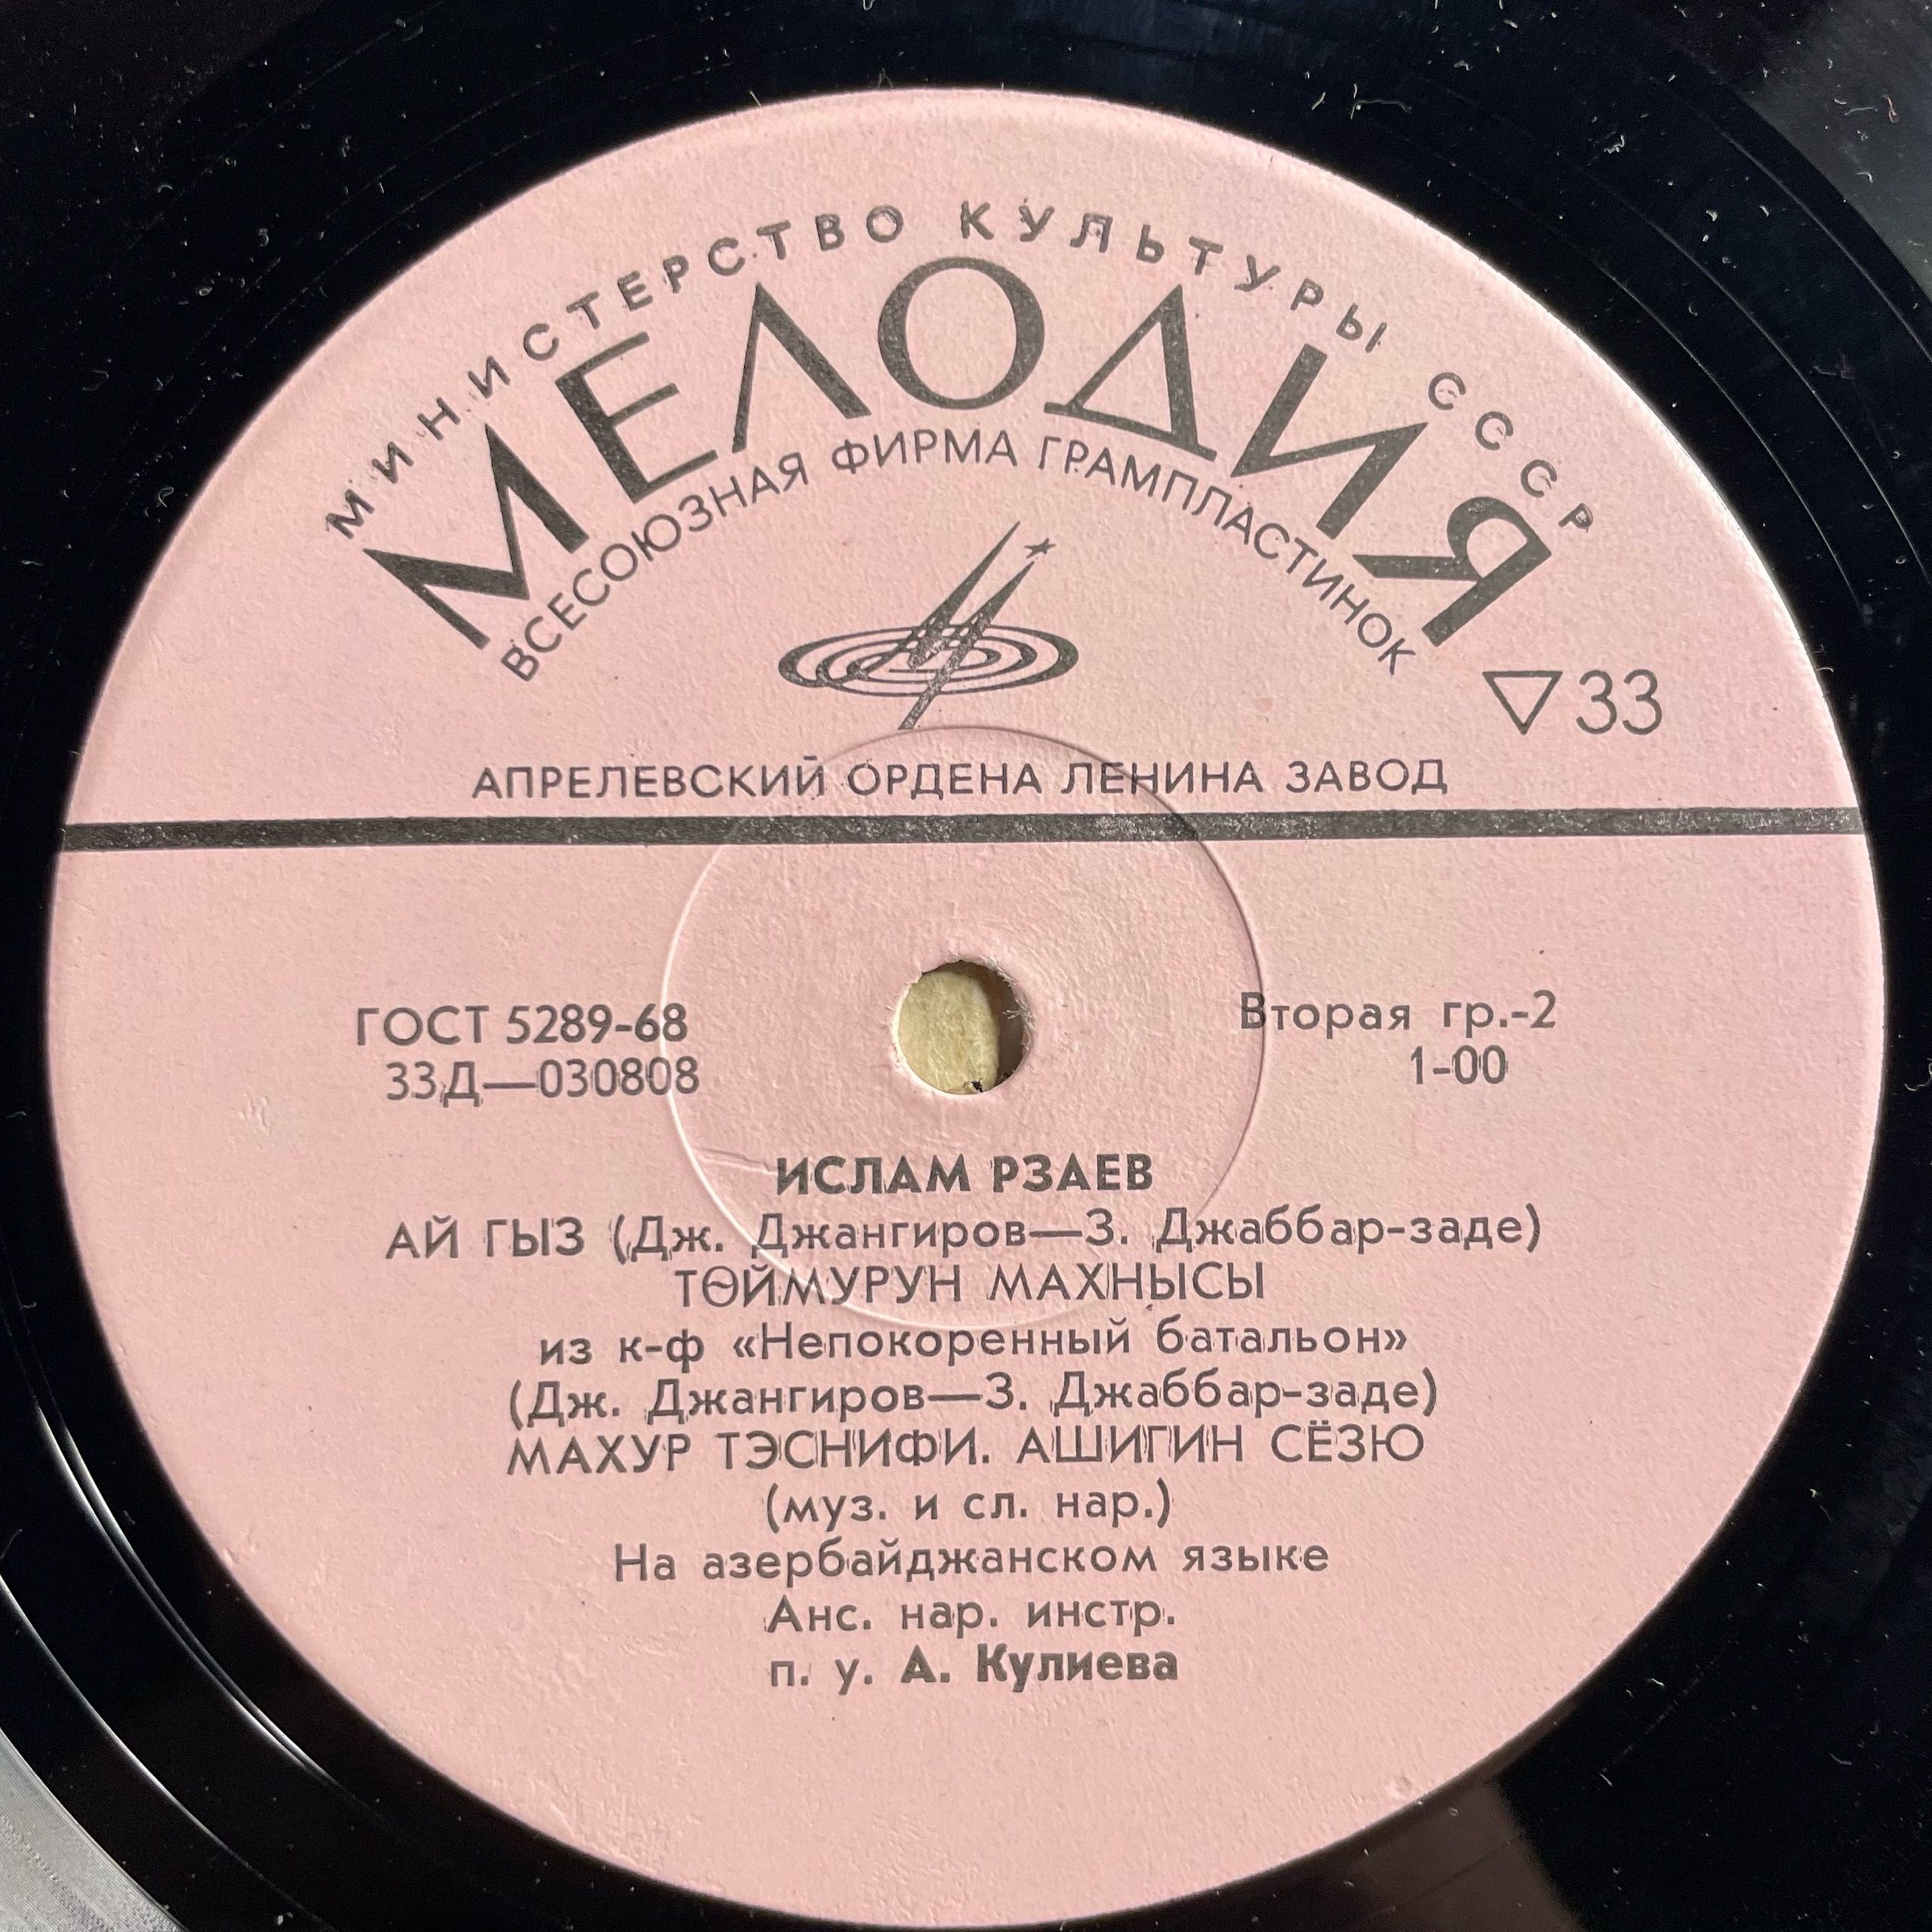 МИНИСТЕРСТВО КУЛЬТУРЫ СССР
МЕЛОДИЯ
ВСЕСОЮЗНАЯ ФИРМА ГРАМПЛАСТИНОК
▽33
АПРЕЛЕВСКИЙ ОРДЕНА ЛЕНИНА ЗАВОД
ГОСТ 5289-68
33Д—030808
Вторая гр.-2
1-00
ИСЛАМ РЗАЕВ
АЙ ГЫЗ (Дж. Джангиров—З. Джаббар-заде)
ТӨЙМУРУН МАХНЫСЫ
из к-ф «Непокоренный батальон»
(Дж. Джангиров—З. Джаббар-заде)
МАХУР ТЭСНИФИ. АШИГИН СЁЗЮ
(муз. и сл. нар.)
На азербайджанском языке
Анс. нар. инстр.
п. у. А. Кулиева